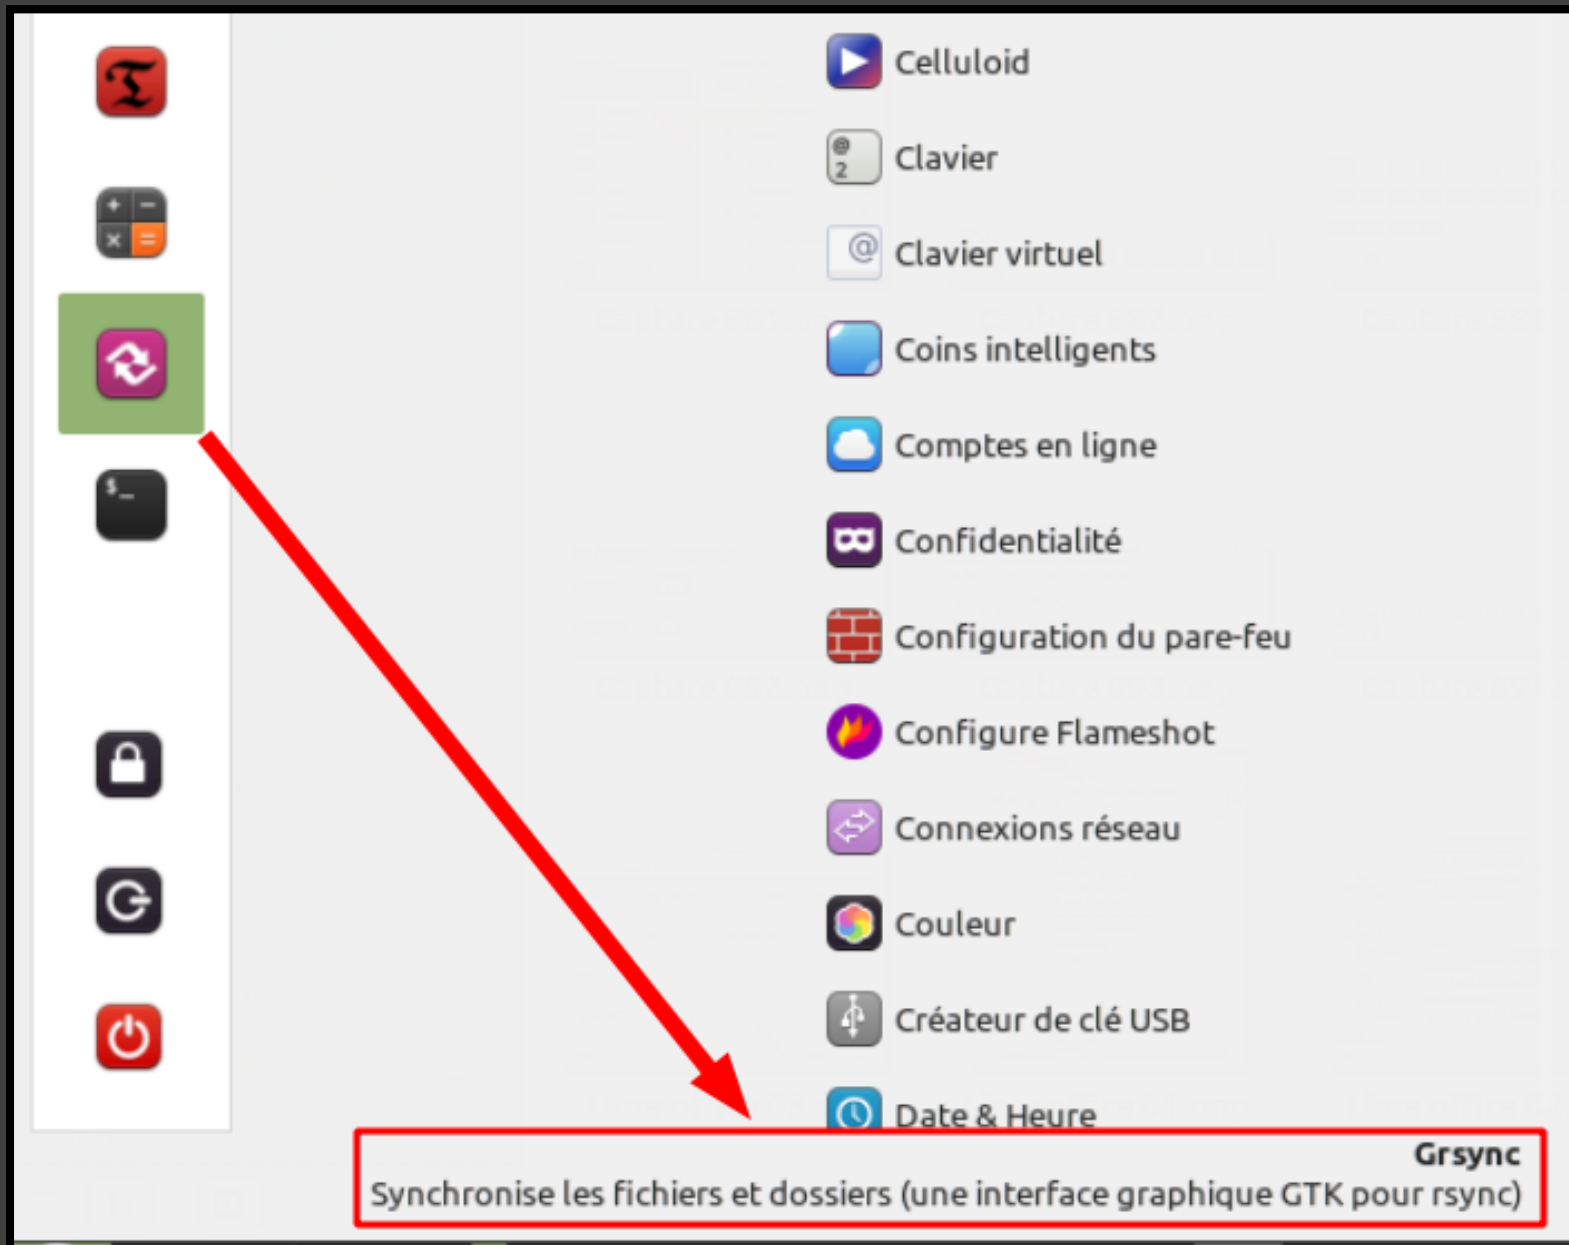 Celluloid
Clavier
Clavier virtuel
Coins intelligents
Comptes en ligne
Confidentialité
Configuration du pare-feu
Configure Flameshot
Connexions réseau
Couleur
Créateur de clé USB
Date & Heure
Grsync
Synchronise les fichiers et dossiers (une interface graphique GTK pour rsync)